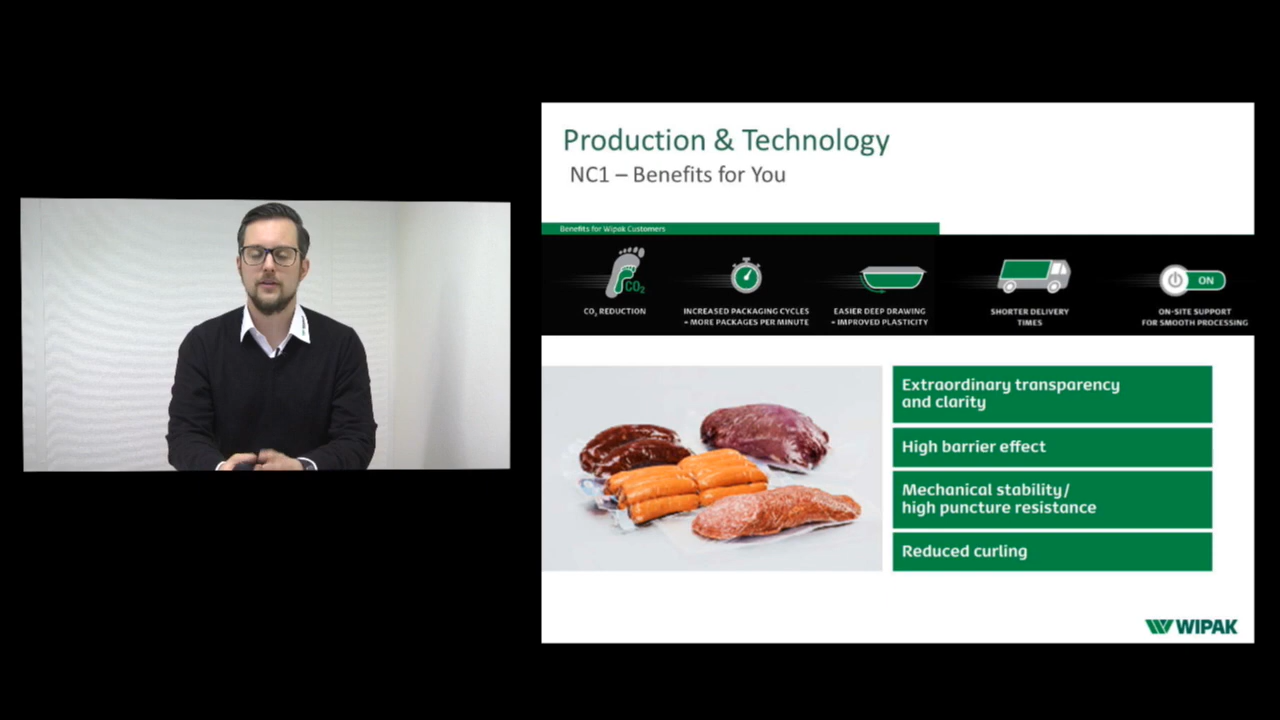 Production & Technology
NC1 – Benefits for You
Benefits for Wipak Customers
CO₂
CO₂ REDUCTION
INCREASED PACKAGING CYCLES
= MORE PACKAGES PER MINUTE
EASIER DEEP DRAWING
= IMPROVED PLASTICITY
SHORTER DELIVERY
TIMES
ON
ON-SITE SUPPORT
FOR SMOOTH PROCESSING
Extraordinary transparency
and clarity
High barrier effect
Mechanical stability/
high puncture resistance
Reduced curling
WIPAK